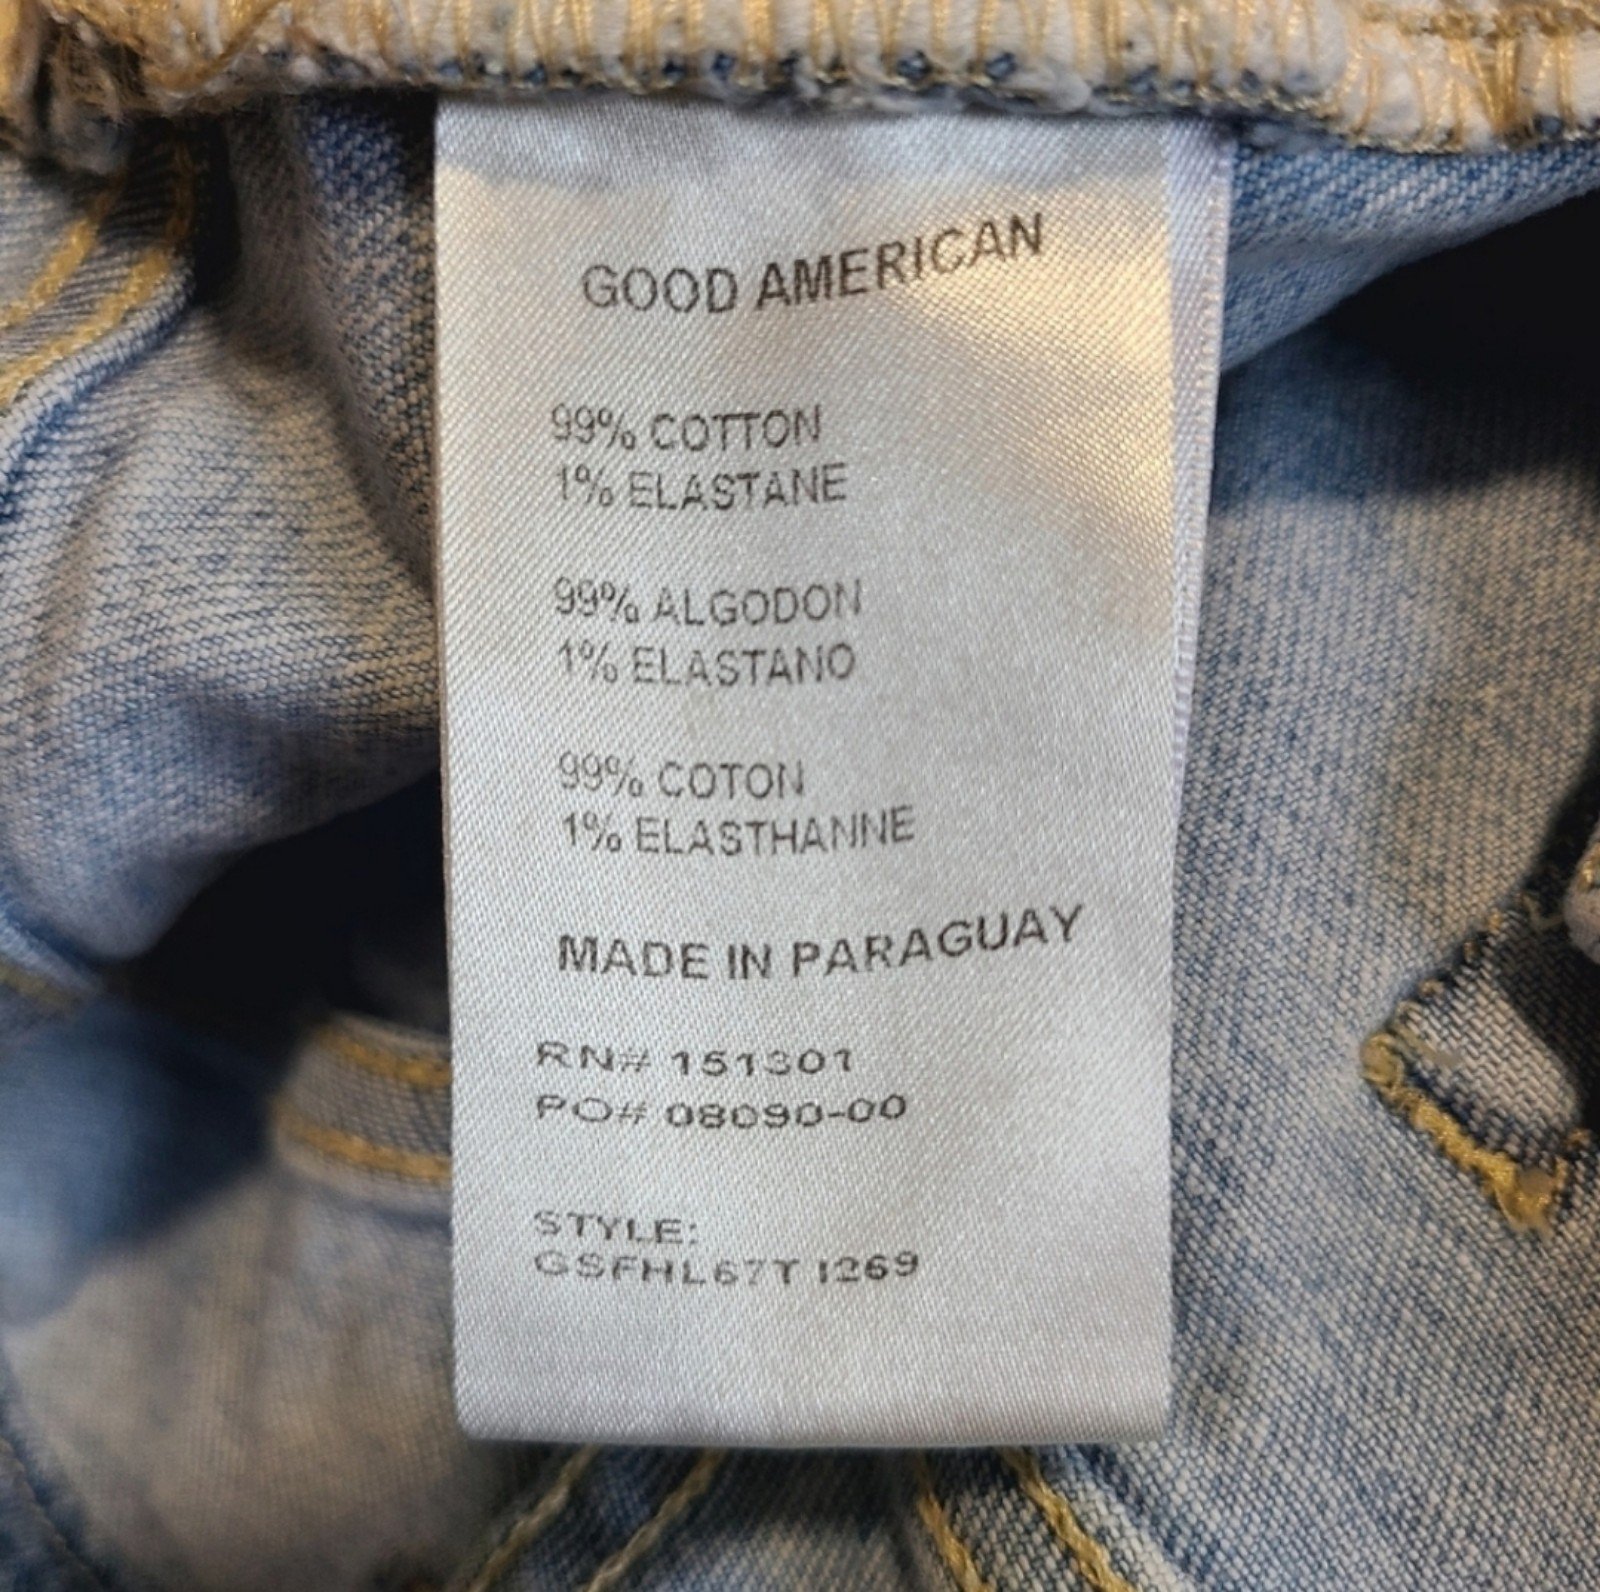 GOOD AMERICAN
99% COTTON
1% ELASTANE
99% ALGODON
1% ELASTANO
99% COTON
1% ELASTHANNE
MADE IN PARAGUAY
RN# 151301
PO# 08090-00
STYLE:
GSFHL67T I269